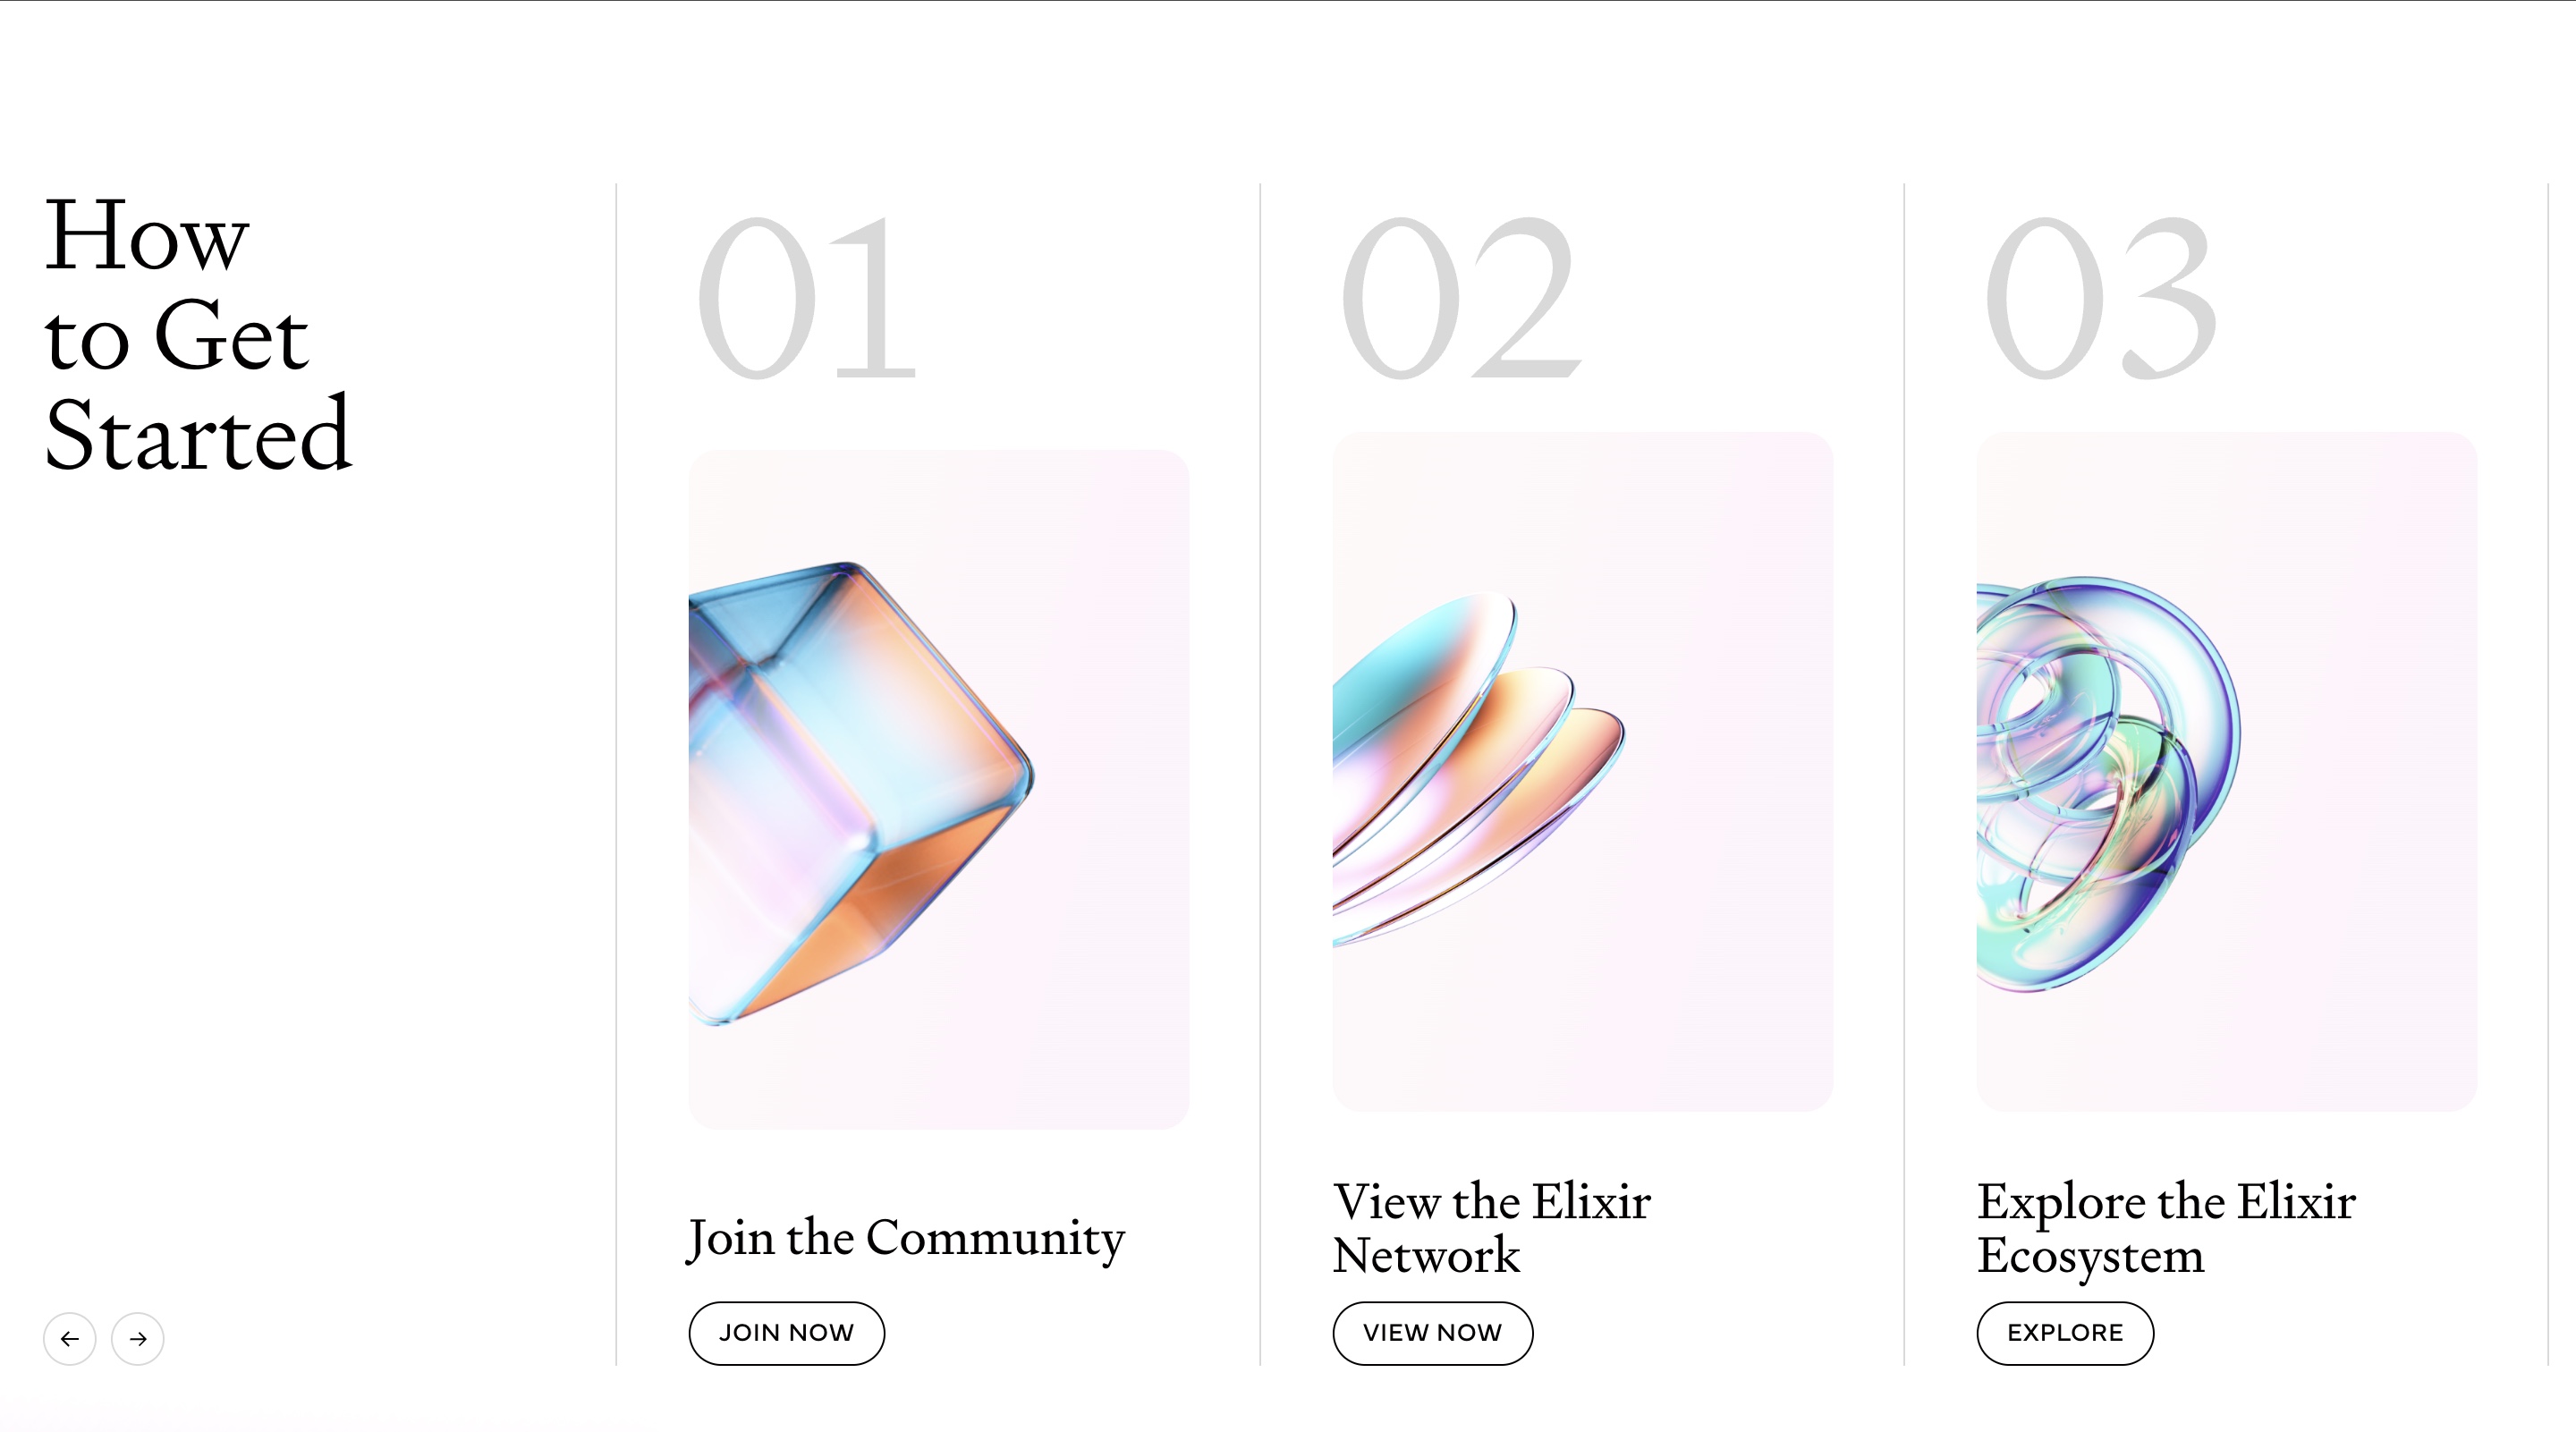 How
to Get
Started
01
Join the Community
JOIN NOW
02
View the Elixir
Network
VIEW NOW
03
Explore the Elixir
Ecosystem
EXPLORE